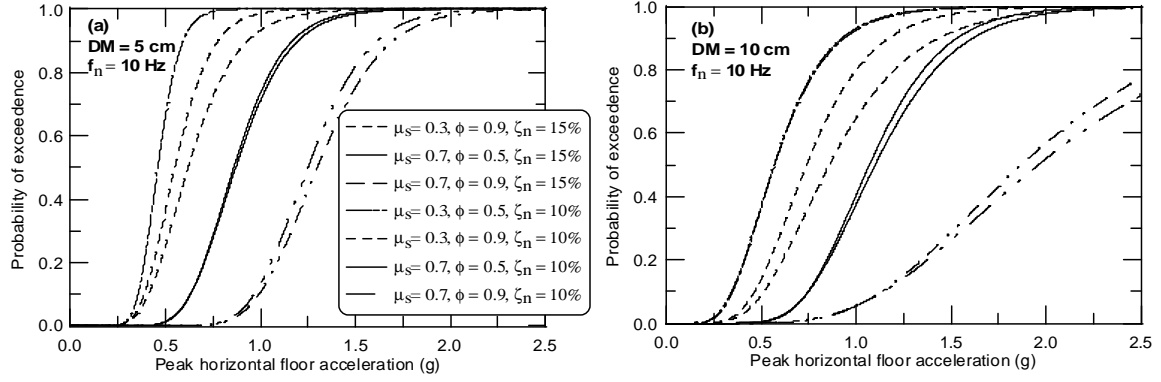 (a)
DM = 5 cm
fn = 10 Hz
Probability of exceedence
1.0
0.8
0.6
0.4
0.2
0.0
0.0 0.5 1.0 1.5 2.0 2.5
Peak horizontal floor acceleration (g)
μs= 0.3, ϕ = 0.9, ζn = 15%
μs= 0.7, ϕ = 0.5, ζn = 15%
μs= 0.7, ϕ = 0.9, ζn = 15%
μs= 0.3, ϕ = 0.5, ζn = 10%
μs= 0.3, ϕ = 0.9, ζn = 10%
μs= 0.7, ϕ = 0.5, ζn = 10%
μs= 0.7, ϕ = 0.9, ζn = 10%
(b)
DM = 10 cm
fn = 10 Hz
Probability of exceedence
1.0
0.8
0.6
0.4
0.2
0.0
0.0 0.5 1.0 1.5 2.0 2.5
Peak horizontal floor acceleration (g)